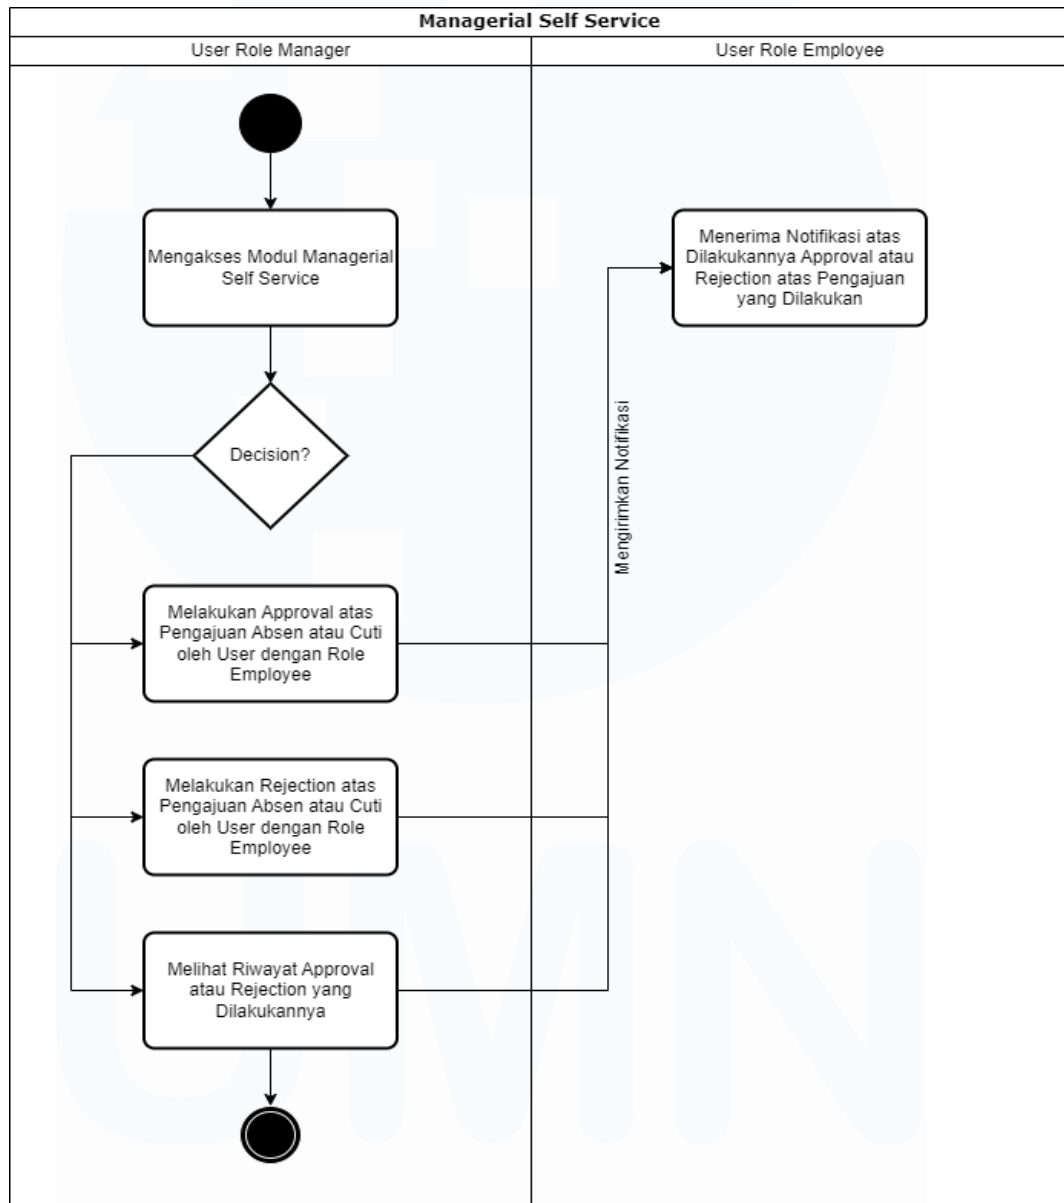 Managerial Self Service
User Role Manager
User Role Employee
Mengakses Modul Managerial
Self Service
Menerima Notifikasi atas
Dilakukannya Approval atau
Rejection atas Pengajuan
yang Dilakukan
Decision?
Mengirimkan Notifikasi
Melakukan Approval atas
Pengajuan Absen atau Cuti
oleh User dengan Role
Employee
Melakukan Rejection atas
Pengajuan Absen atau Cuti
oleh User dengan Role
Employee
Melihat Riwayat Approval
atau Rejection yang
Dilakukannya
UMN